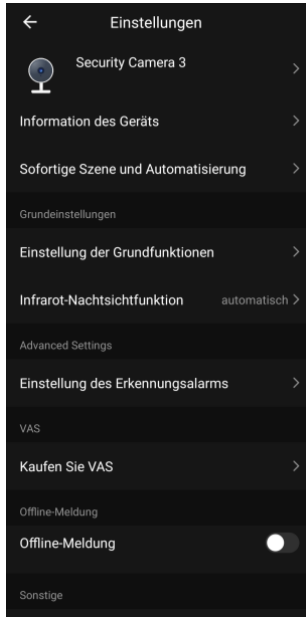 Einstellungen
Security Camera 3
Information des Geräts
Sofortige Szene und Automatisierung
Grundeinstellungen
Einstellung der Grundfunktionen
Infrarot-Nachtsichtfunktion automatisch
Advanced Settings
Einstellung des Erkennungsalarms
VAS
Kaufen Sie VAS
Offline-Meldung
Offline-Meldung
Sonstige